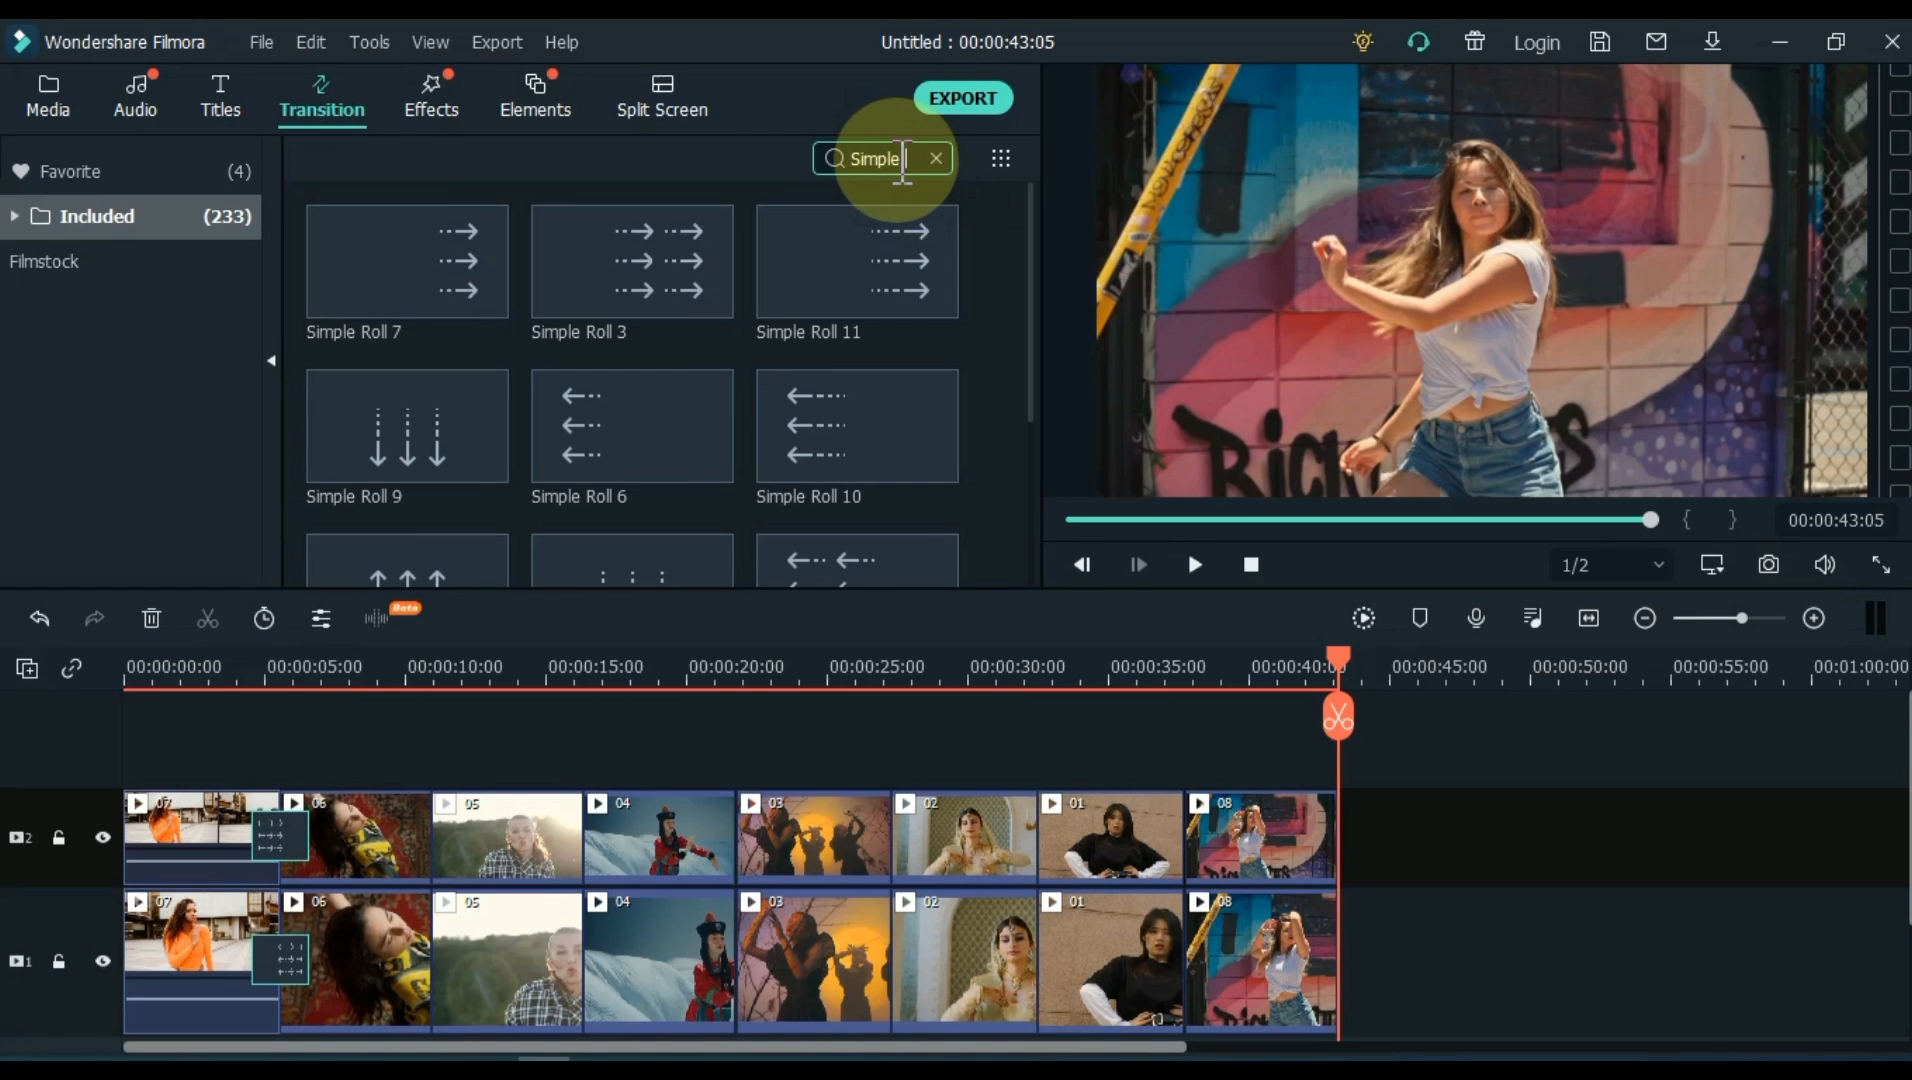 Wondershare Filmora File Edit Tools View Export Help Untitled : 00:00:43:05 Login
Media Audio Titles Transition Effects Elements Split Screen EXPORT
Simple
Favorite (4)
Included (233)
Filmstock
Simple Roll 7 Simple Roll 3 Simple Roll 11
Simple Roll 9 Simple Roll 6 Simple Roll 10
{ } 00:00:43:05
1/2
Beta
00:00:00:00 00:00:05:00 00:00:10:00 00:00:15:00 00:00:20:00 00:00:25:00 00:00:30:00 00:00:35:00 00:00:40:00 00:00:45:00 00:00:50:00 00:00:55:00 00:01:00:00
2 07 06 05 04 03 02 01 08
1 07 06 05 04 03 02 01 08